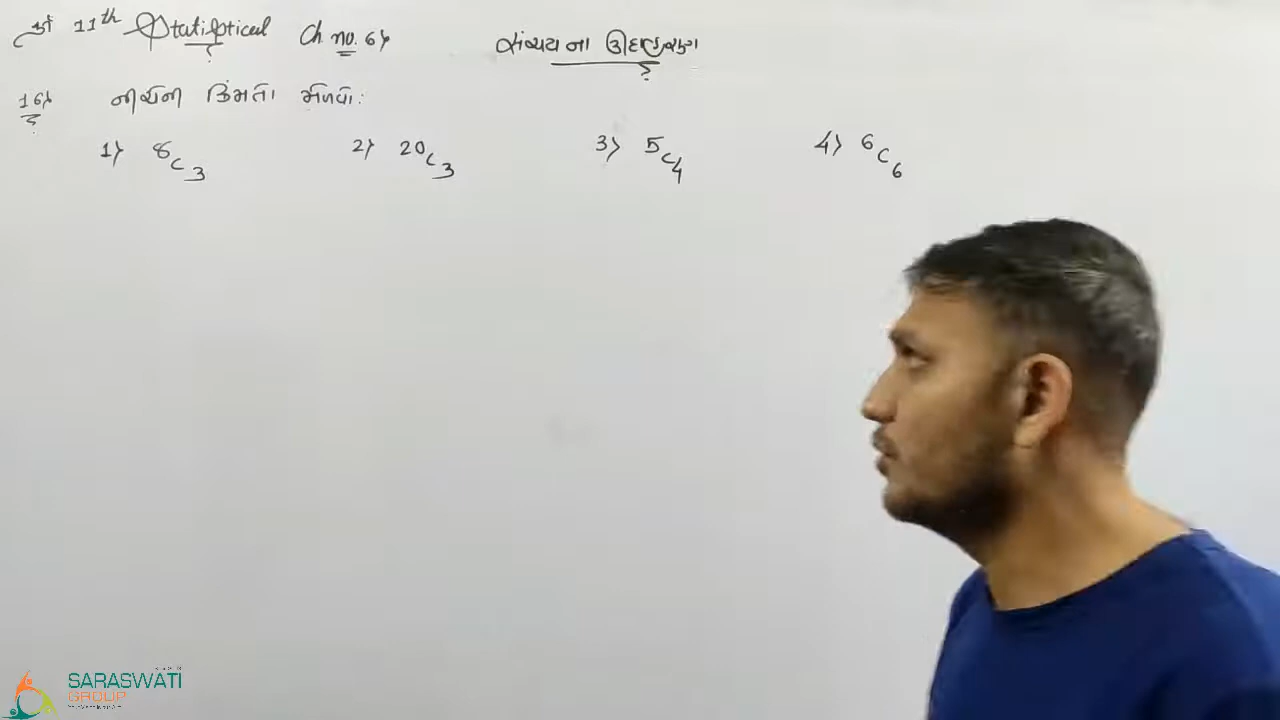 11th Statistical Ch no. 6) સંચય ના ઉદાહરણ
16) નીચેની કિંમતો મેળવો:
1) 8C3 2) 20C3 3) 5C4 4) 6C6
SARASWATI
GROUP